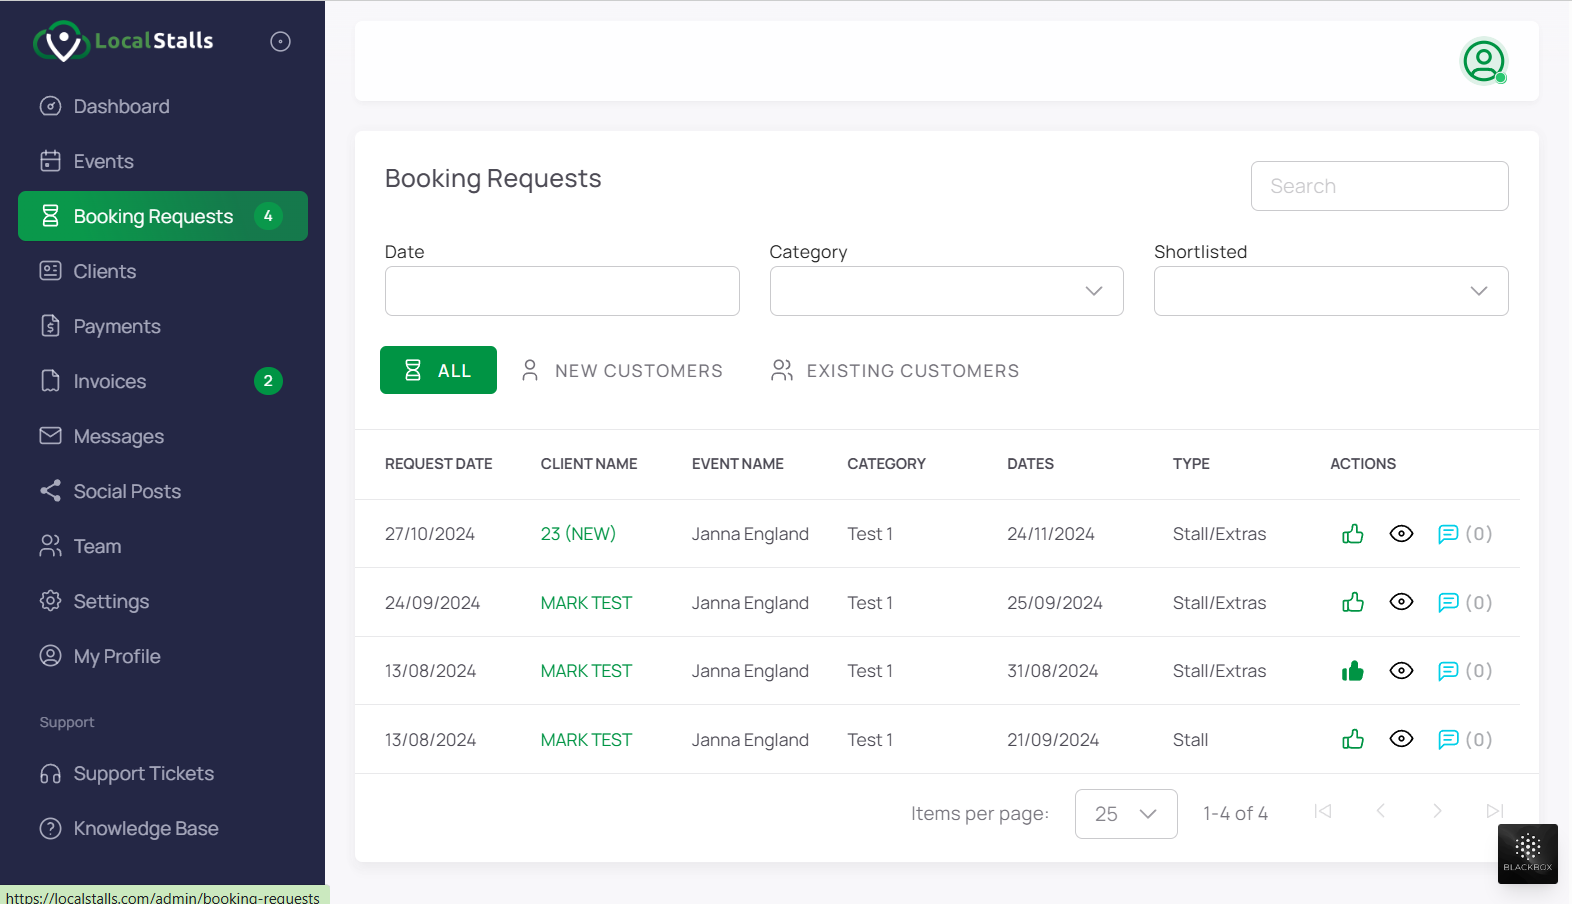 LocalStalls
Dashboard
Events
Booking Requests 4
Clients
Payments
Invoices 2
Messages
Social Posts
Team
Settings
My Profile
Support
Support Tickets
Knowledge Base
https://localstalls.com/admin/booking-requests
Booking Requests
Search
Date Category Shortlisted
ALL NEW CUSTOMERS EXISTING CUSTOMERS
REQUEST DATE CLIENT NAME EVENT NAME CATEGORY DATES TYPE ACTIONS
27/10/2024 23 (NEW) Janna England Test 1 24/11/2024 Stall/Extras (0)
24/09/2024 MARK TEST Janna England Test 1 25/09/2024 Stall/Extras (0)
13/08/2024 MARK TEST Janna England Test 1 31/08/2024 Stall/Extras (0)
13/08/2024 MARK TEST Janna England Test 1 21/09/2024 Stall (0)
Items per page: 25 1-4 of 4
BLACKBOX